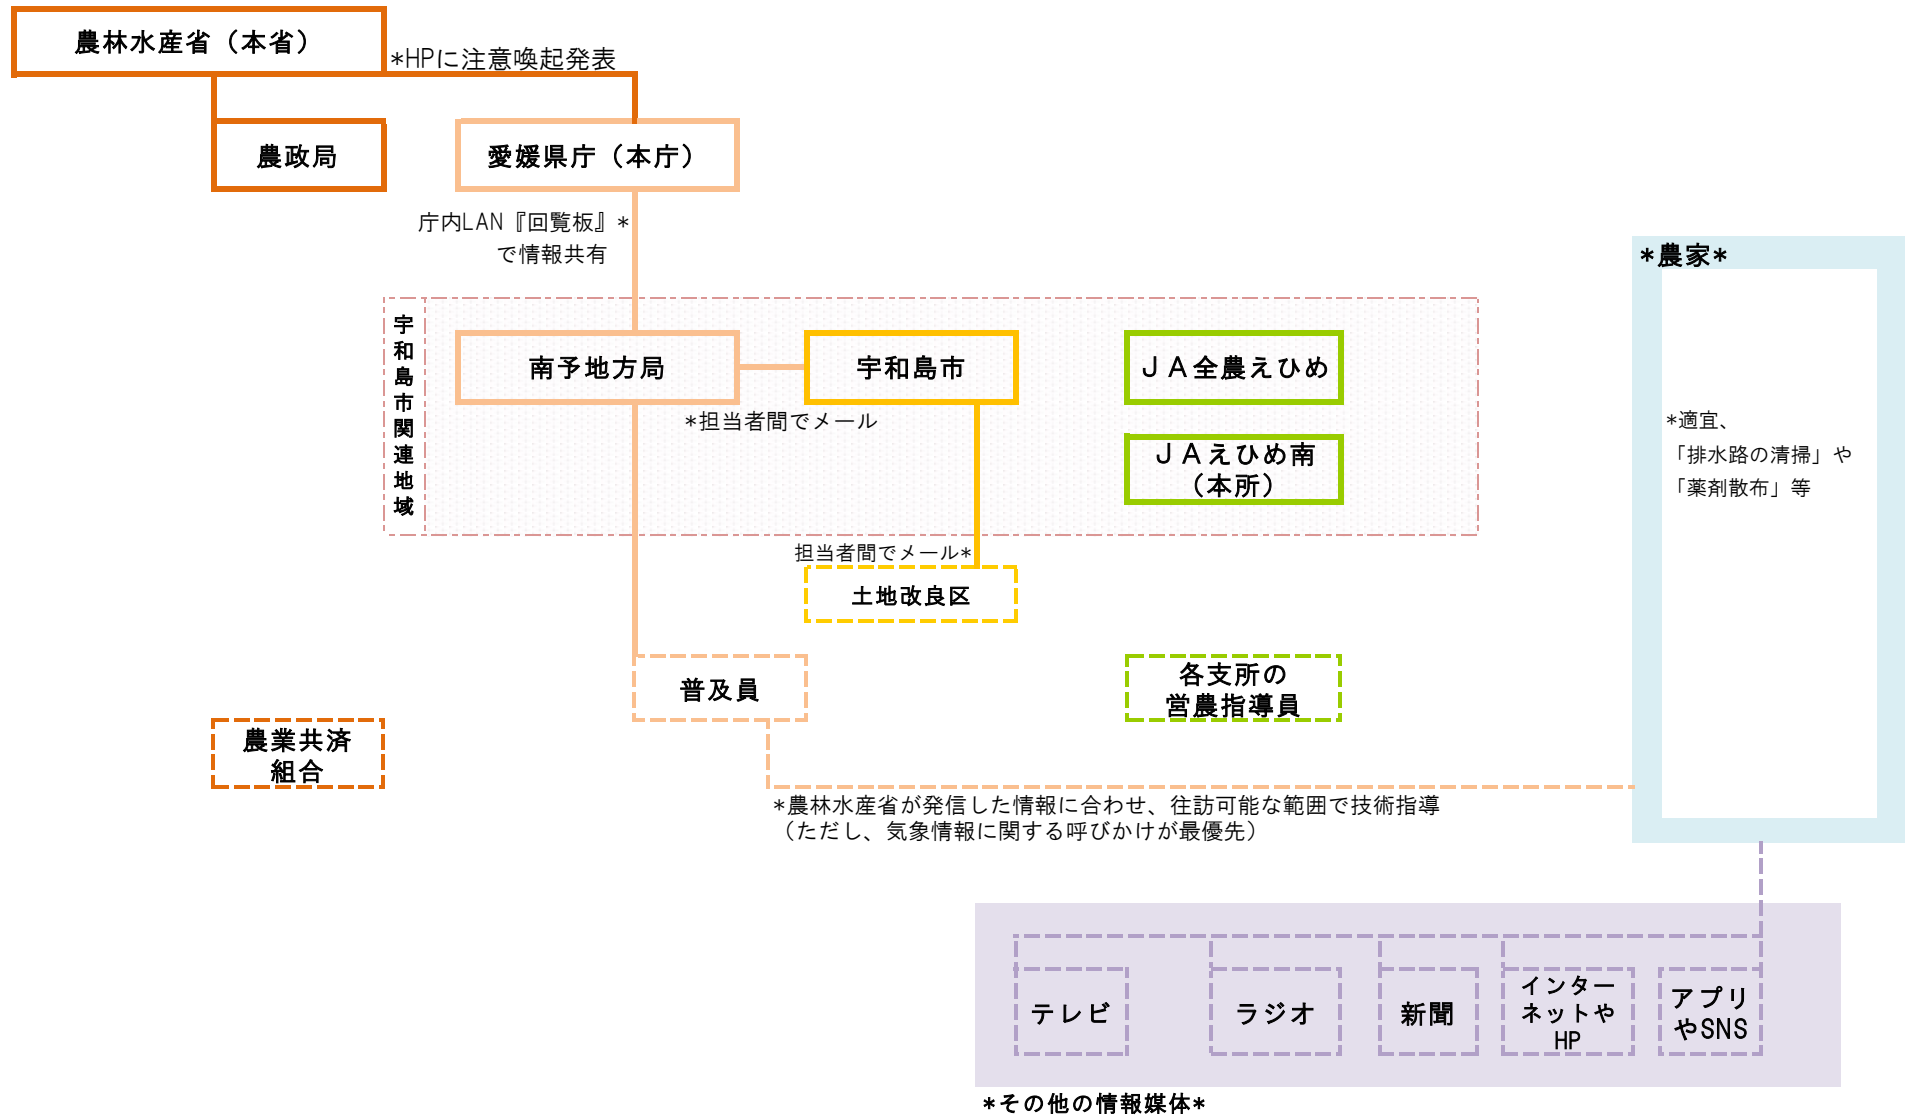 農林水産省（本省）
*HPに注意喚起発表
農政局
愛媛県庁（本庁）
庁内LAN『回覧板』*
で情報共有
*農家*
宇和島市関連地域
南予地方局
宇和島市
ＪＡ全農えひめ
*担当者間でメール
ＪＡえひめ南
（本所）
*適宜、
「排水路の清掃」や
「薬剤散布」等
担当者間でメール*
土地改良区
普及員
各支所の
営農指導員
農業共済
組合
*農林水産省が発信した情報に合わせ、往訪可能な範囲で技術指導
（ただし、気象情報に関する呼びかけが最優先）
テレビ
ラジオ
新聞
インター
ネットや
HP
アプリ
やSNS
*その他の情報媒体*